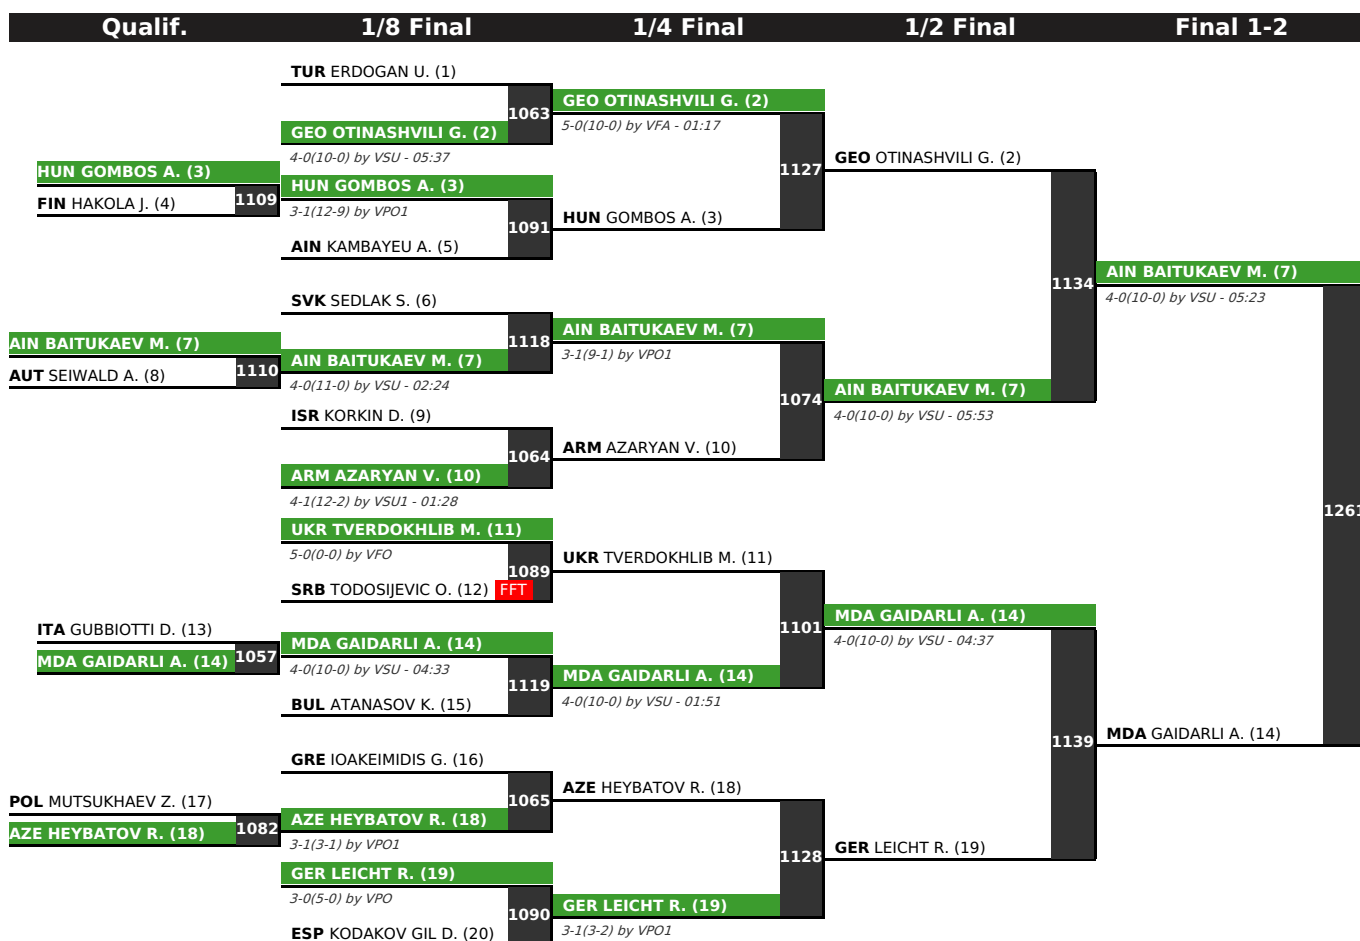 Qualif.
1/8 Final
1/4 Final
1/2 Final
Final 1-2
TUR ERDOGAN U. (1)
1063
GEO OTINASHVILI G. (2)
4-0(10-0) by VSU - 05:37
HUN GOMBOS A. (3)
FIN HAKOLA J. (4)
1109
HUN GOMBOS A. (3)
3-1(12-9) by VPO1
1091
AIN KAMBAYEU A. (5)
GEO OTINASHVILI G. (2)
5-0(10-0) by VFA - 01:17
1127
HUN GOMBOS A. (3)
GEO OTINASHVILI G. (2)
SVK SEDLAK S. (6)
1118
AIN BAITUKAEV M. (7)
AUT SEIWALD A. (8)
1110
AIN BAITUKAEV M. (7)
4-0(11-0) by VSU - 02:24
ISR KORKIN D. (9)
1064
ARM AZARYAN V. (10)
4-1(12-2) by VSU1 - 01:28
AIN BAITUKAEV M. (7)
3-1(9-1) by VPO1
1074
ARM AZARYAN V. (10)
AIN BAITUKAEV M. (7)
4-0(10-0) by VSU - 05:53
1134
AIN BAITUKAEV M. (7)
4-0(10-0) by VSU - 05:23
1261
UKR TVERDOKHLIB M. (11)
5-0(0-0) by VFO
1089
SRB TODOSIJEVIC O. (12) FFT
UKR TVERDOKHLIB M. (11)
1101
ITA GUBBIOTTI D. (13)
MDA GAIDARLI A. (14)
1057
MDA GAIDARLI A. (14)
4-0(10-0) by VSU - 04:33
1119
BUL ATANASOV K. (15)
MDA GAIDARLI A. (14)
4-0(10-0) by VSU - 01:51
MDA GAIDARLI A. (14)
4-0(10-0) by VSU - 04:37
1139
MDA GAIDARLI A. (14)
GRE IOAKEIMIDIS G. (16)
1065
POL MUTSUKHAEV Z. (17)
AZE HEYBATOV R. (18)
1082
AZE HEYBATOV R. (18)
3-1(3-1) by VPO1
AZE HEYBATOV R. (18)
1128
GER LEICHT R. (19)
GER LEICHT R. (19)
3-0(5-0) by VPO
1090
ESP KODAKOV GIL D. (20)
GER LEICHT R. (19)
3-1(3-2) by VPO1